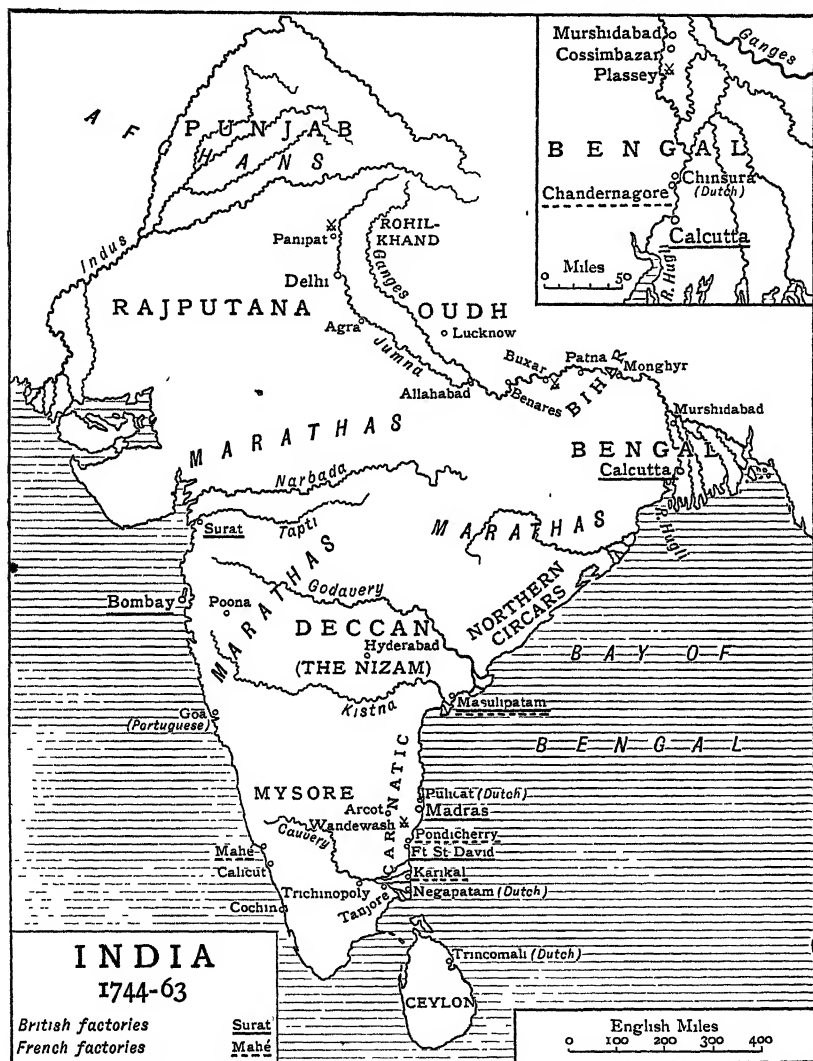 Murshidabad
Cossimbazar
Plassey
Ganges
BENGAL
Chinsura
(Dutch)
Chandernagore
Calcutta
R. Hugli
0 Miles 50
AFGHANS
PUNJAB
Indus
Panipat
ROHIL-
KHAND
Ganges
Delhi
RAJPUTANA
OUDH
Lucknow
Agra
Jumna
Allahabad
Benares
Buxar
Patna
Monghyr
BIHAR
Murshidabad
BENGAL
Calcutta
R. Hugli
MARATHAS
Narbada
Surat
Tapti
MARATHAS
MARATHAS
Godavery
Bombay
Poona
DECCAN
Hyderabad
(THE NIZAM)
NORTHERN
CIRCARS
BAY OF
BENGAL
Kistna
Masulipatam
Goa
(Portuguese)
CARNATIC
MYSORE
Pulicat (Dutch)
Arcot
Madras
Wandewash
Cauvery
Pondicherry
Ft St David
Mahé
Calicut
Karikal
Trichinopoly
Negapatam (Dutch)
Tanjore
Cochin
Trincomali (Dutch)
CEYLON
INDIA
1744-63
British factories Surat
French factories Mahé
English Miles
0 100 200 300 400